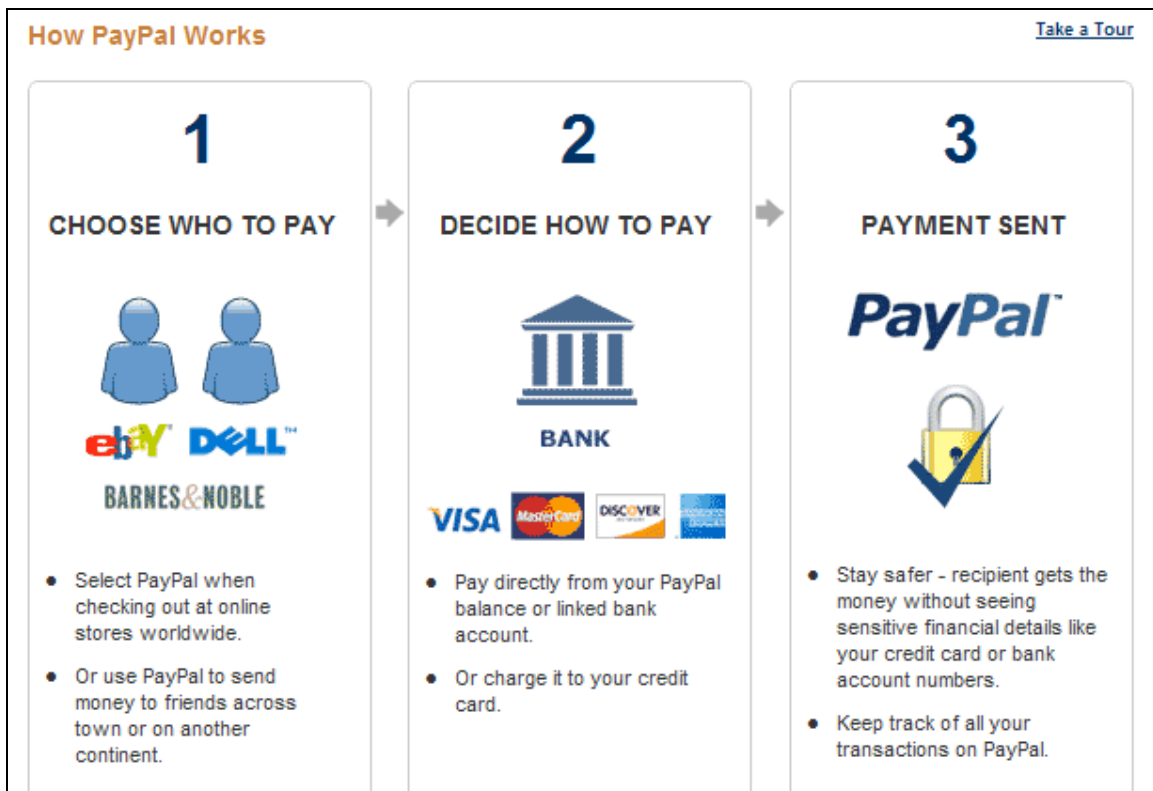 How PayPal Works
Take a Tour
1
CHOOSE WHO TO PAY
ebaY
DELL™
BARNES&NOBLE
● Select PayPal when
checking out at online
stores worldwide.
● Or use PayPal to send
money to friends across
town or on another
continent.
2
DECIDE HOW TO PAY
BANK
VISA
MasterCard
DISCOVER
● Pay directly from your PayPal
balance or linked bank
account.
● Or charge it to your credit
card.
3
PAYMENT SENT
PayPal™
● Stay safer - recipient gets the
money without seeing
sensitive financial details like
your credit card or bank
account numbers.
● Keep track of all your
transactions on PayPal.